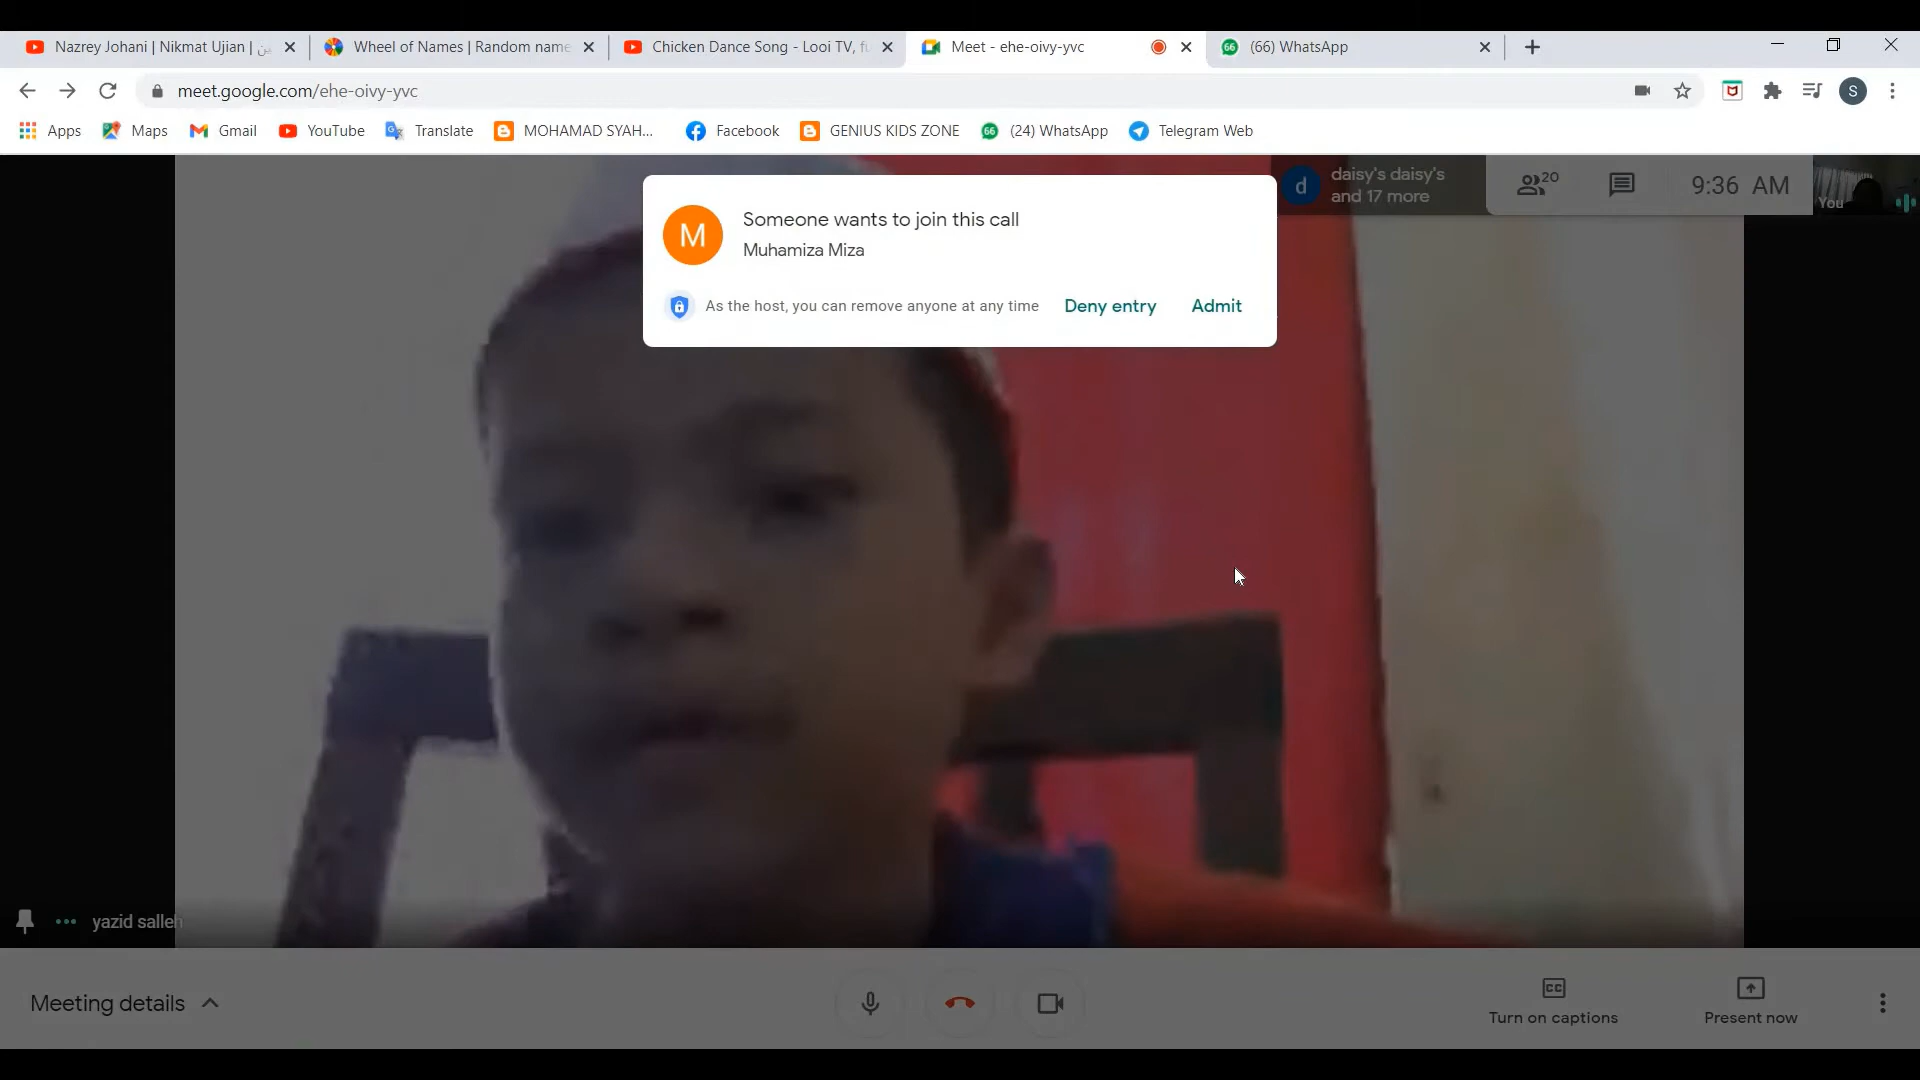 Nazrey Johani | Nikmat Ujian |
Wheel of Names | Random name
Chicken Dance Song - Looi TV, fu
Meet - ehe-oivy-yvc
66
(66) WhatsApp
meet.google.com/ehe-oivy-yvc
S
Apps
Maps
Gmail
YouTube
Translate
MOHAMAD SYAH...
Facebook
GENIUS KIDS ZONE
66
(24) WhatsApp
Telegram Web
M
Someone wants to join this call
Muhamiza Miza
As the host, you can remove anyone at any time
Deny entry
Admit
d
daisy's daisy's
and 17 more
20
9:36 AM
You
yazid salleh
Meeting details
CC
Turn on captions
Present now